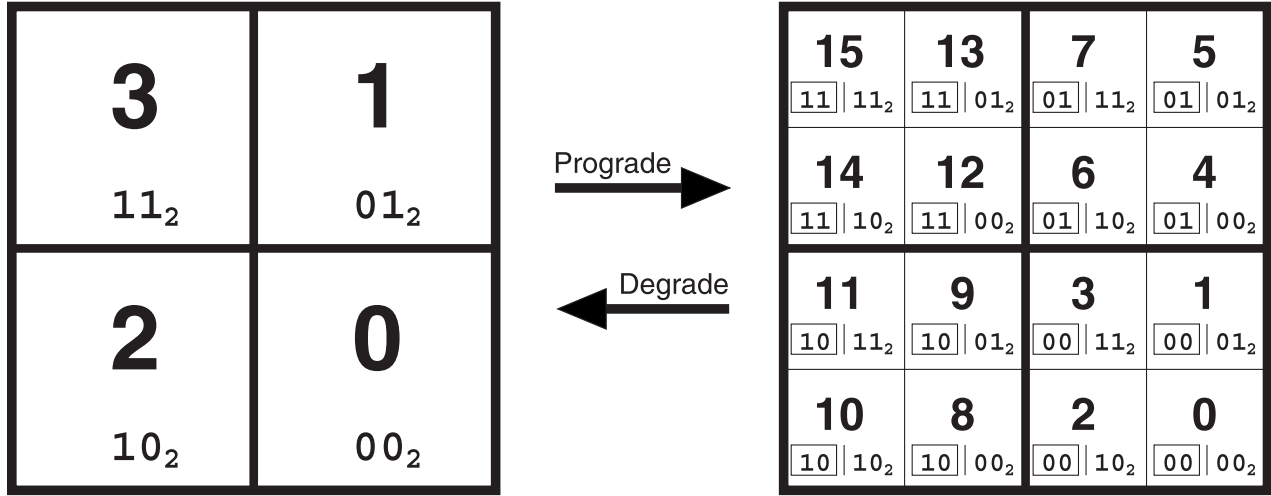 3 1
11₂ 01₂
2 0
10₂ 00₂
Prograde
Degrade
15 13 7 5
11 | 11₂ 11 | 01₂ 01 | 11₂ 01 | 01₂
14 12 6 4
11 | 10₂ 11 | 00₂ 01 | 10₂ 01 | 00₂
11 9 3 1
10 | 11₂ 10 | 01₂ 00 | 11₂ 00 | 01₂
10 8 2 0
10 | 10₂ 10 | 00₂ 00 | 10₂ 00 | 00₂